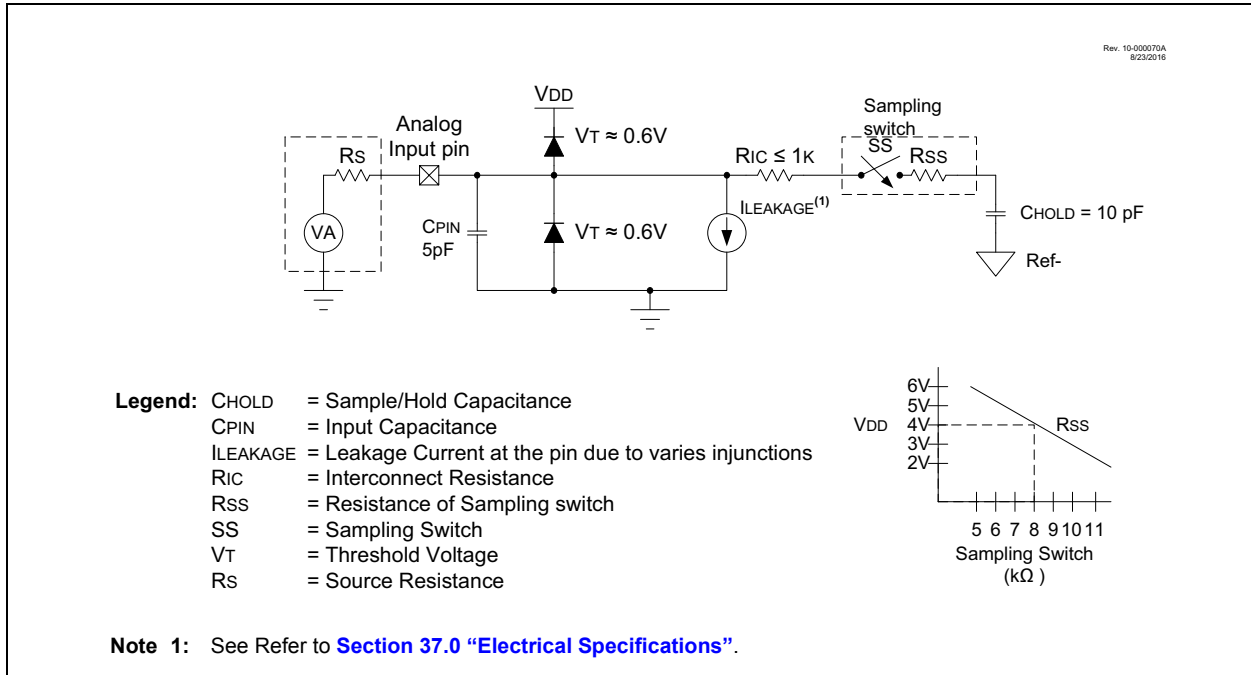 Rev. 10-000070A
8/23/2016
VDD
Sampling
switch
Analog
Input pin
VT ≈ 0.6V
RS
RIC ≤ 1K
SS
RSS
ILEAKAGE(1)
CHOLD = 10 pF
VA
CPIN
5pF
VT ≈ 0.6V
Ref-
Legend: CHOLD = Sample/Hold Capacitance
CPIN = Input Capacitance
ILEAKAGE = Leakage Current at the pin due to varies injunctions
RIC = Interconnect Resistance
RSS = Resistance of Sampling switch
SS = Sampling Switch
VT = Threshold Voltage
RS = Source Resistance
6V
5V
VDD
4V
RSS
3V
2V
5 6 7 8 9 10 11
Sampling Switch
(kΩ )
Note 1: See Refer to Section 37.0 “Electrical Specifications”.